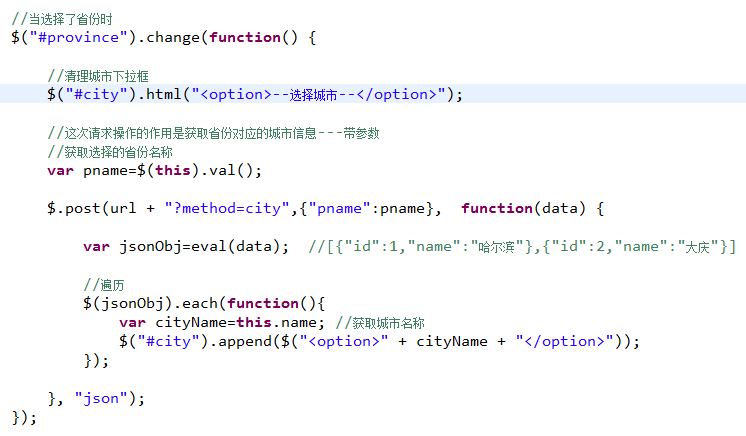 //当选择了省份时
$("#province").change(function() {
//清理城市下拉框
$("#city").html("<option>--选择城市--</option>");
//这次请求操作的作用是获取省份对应的城市信息---带参数
//获取选择的省份名称
var pname=$(this).val();
$.post(url + "?method=city",{"pname":pname},  function(data) {
var jsonObj=eval(data);  //[{"id":1,"name":"哈尔滨"},{"id":2,"name":"大庆"}]
//遍历
$(jsonObj).each(function(){
var cityName=this.name; //获取城市名称
$("#city").append($("<option>" + cityName + "</option>"));
});
}, "json");
});